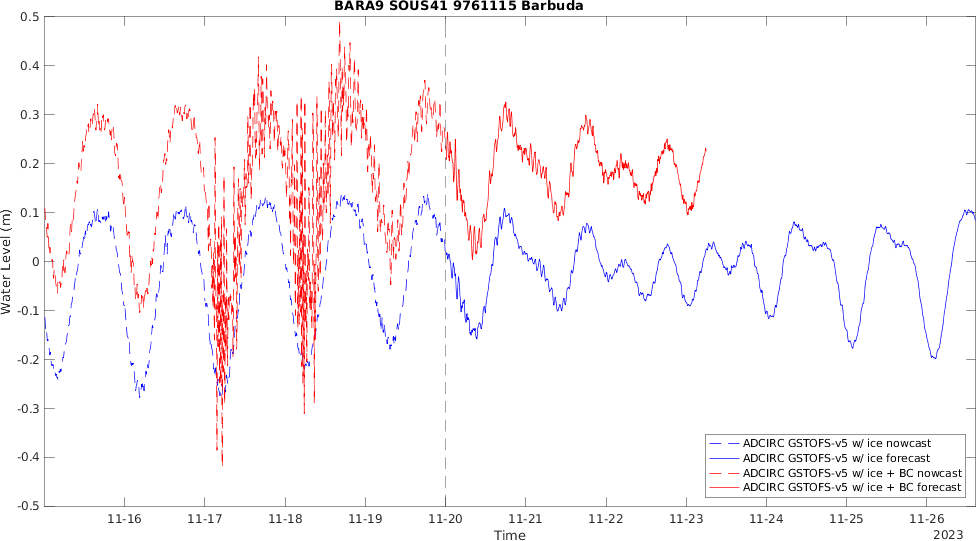 BARA9 SOUS41 9761115 Barbuda
0.5
0.4
0.3
0.2
0.1
0
-0.1
-0.2
-0.3
-0.4
-0.5
Water Level (m)
ADCIRC GSTOFS-v5 w/ ice nowcast
ADCIRC GSTOFS-v5 w/ ice forecast
ADCIRC GSTOFS-v5 w/ ice + BC nowcast
ADCIRC GSTOFS-v5 w/ ice + BC forecast
11-16 11-17 11-18 11-19 11-20 11-21 11-22 11-23 11-24 11-25 11-26
Time
2023